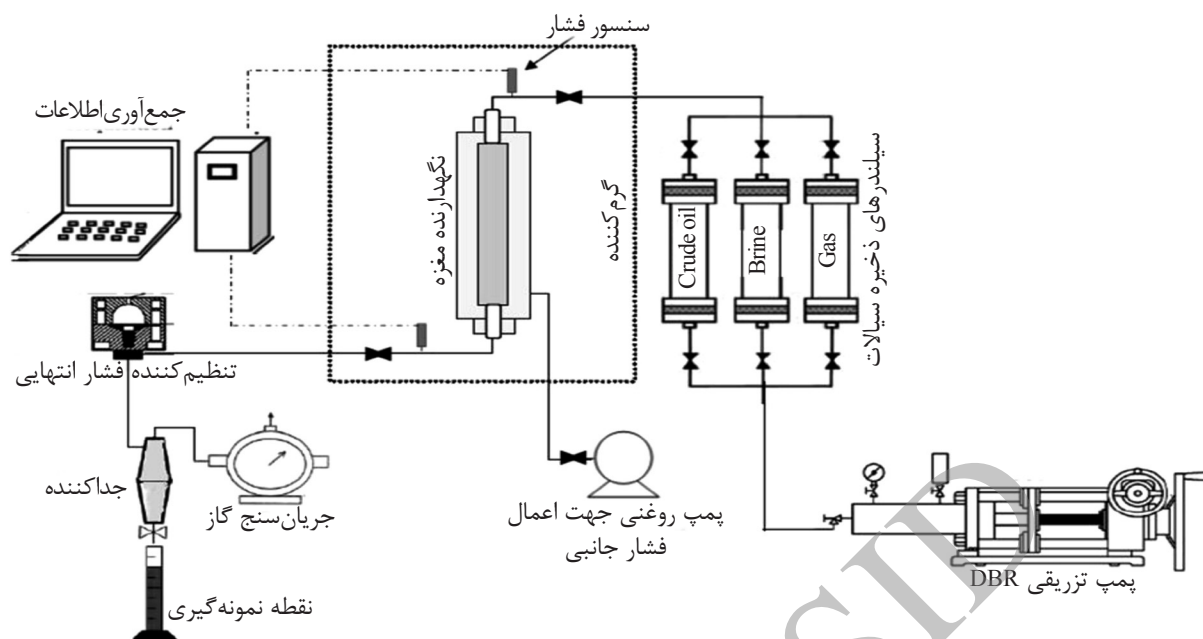 سنسور فشار
جمع‌آوری‌اطلاعات
نگهدارنده مغزه
گرم‌کننده
سیلندرهای ذخیره سیالات
Crude oil
Brine
Gas
تنظیم‌کننده فشار انتهایی
جداکننده
جریان‌سنج گاز
پمپ روغنی جهت اعمال
فشار جانبی
پمپ تزریقی DBR
نقطه نمونه‌گیری
SID